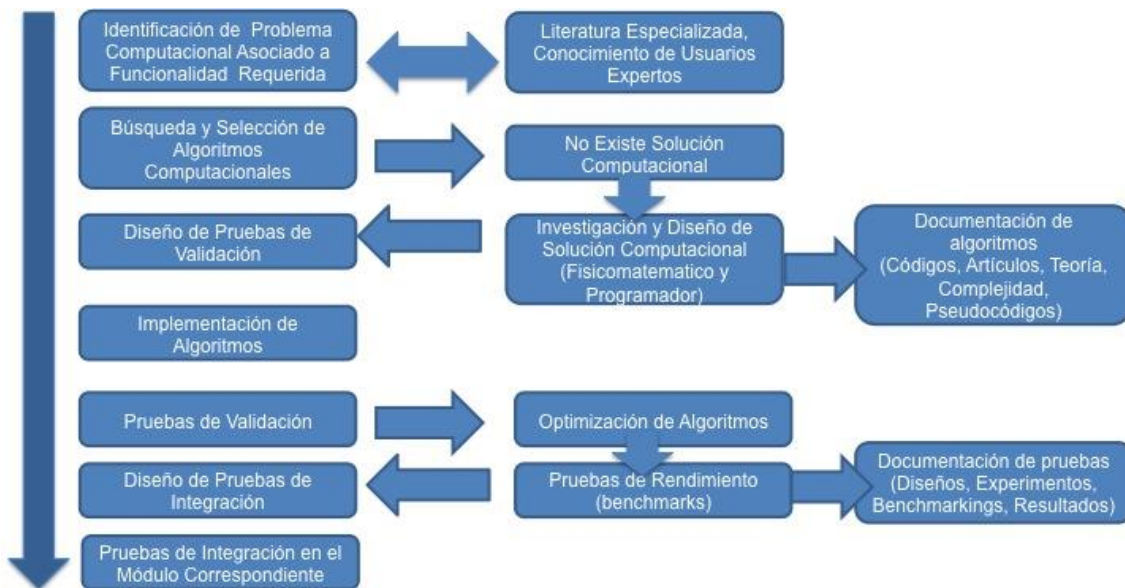 Identificación de Problema
Computacional Asociado a
Funcionalidad Requerida
Literatura Especializada,
Conocimiento de Usuarios
Expertos
Búsqueda y Selección de
Algoritmos
Computacionales
No Existe Solución
Computacional
Diseño de Pruebas de
Validación
Investigación y Diseño de
Solución Computacional
(Fisicomatematico y
Programador)
Documentación de
algoritmos
(Códigos, Artículos, Teoría,
Complejidad,
Pseudocódigos)
Implementación de
Algoritmos
Pruebas de Validación
Optimización de Algoritmos
Diseño de Pruebas de
Integración
Pruebas de Rendimiento
(benchmarks)
Documentación de pruebas
(Diseños, Experimentos,
Benchmarkings, Resultados)
Pruebas de Integración en el
Módulo Correspondiente